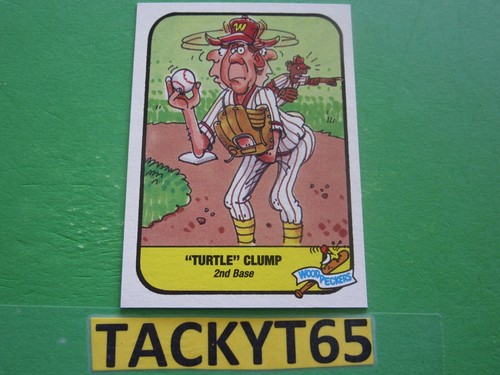 W
"TURTLE" CLUMP
2nd Base
WOOD PECKERS
TACKYT65